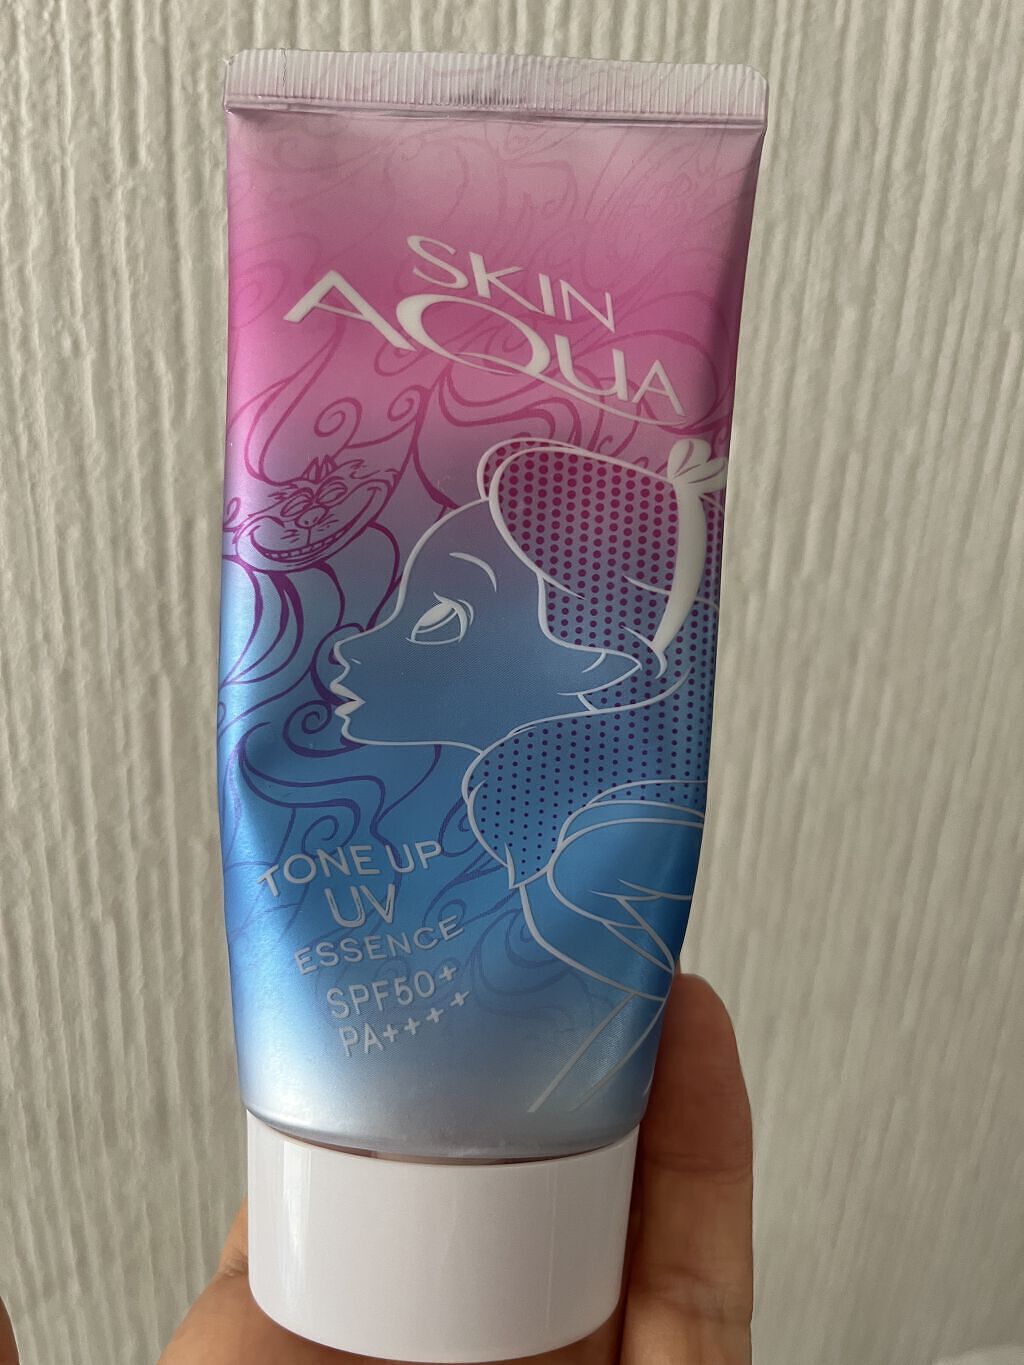 SKIN
AQUA
TONE UP
UV
ESSENCE
SPF50+
PA++++